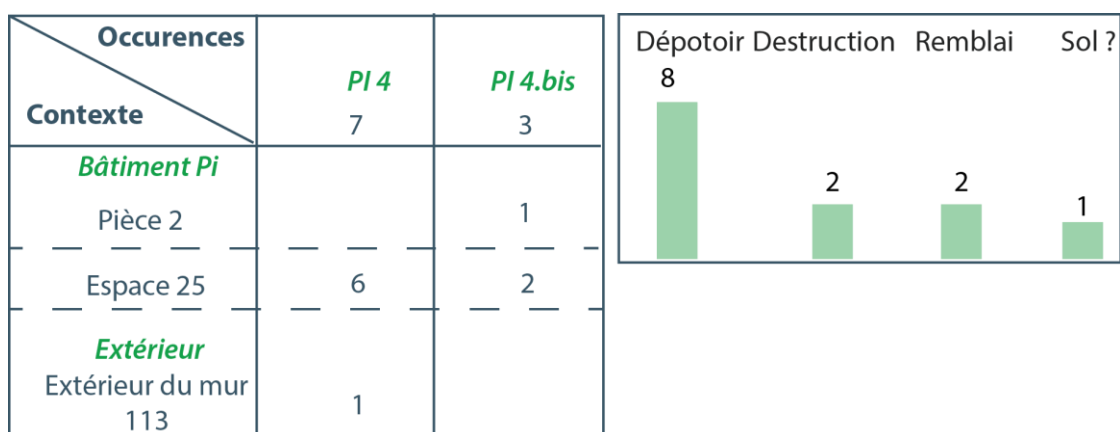 Occurences
Contexte
PI 4
PI 4.bis
7
3
Bâtiment Pi
Pièce 2
1
Espace 25
6
2
Extérieur
Extérieur du mur
113
1
Dépotoir Destruction Remblai Sol ?
8
2
2
1